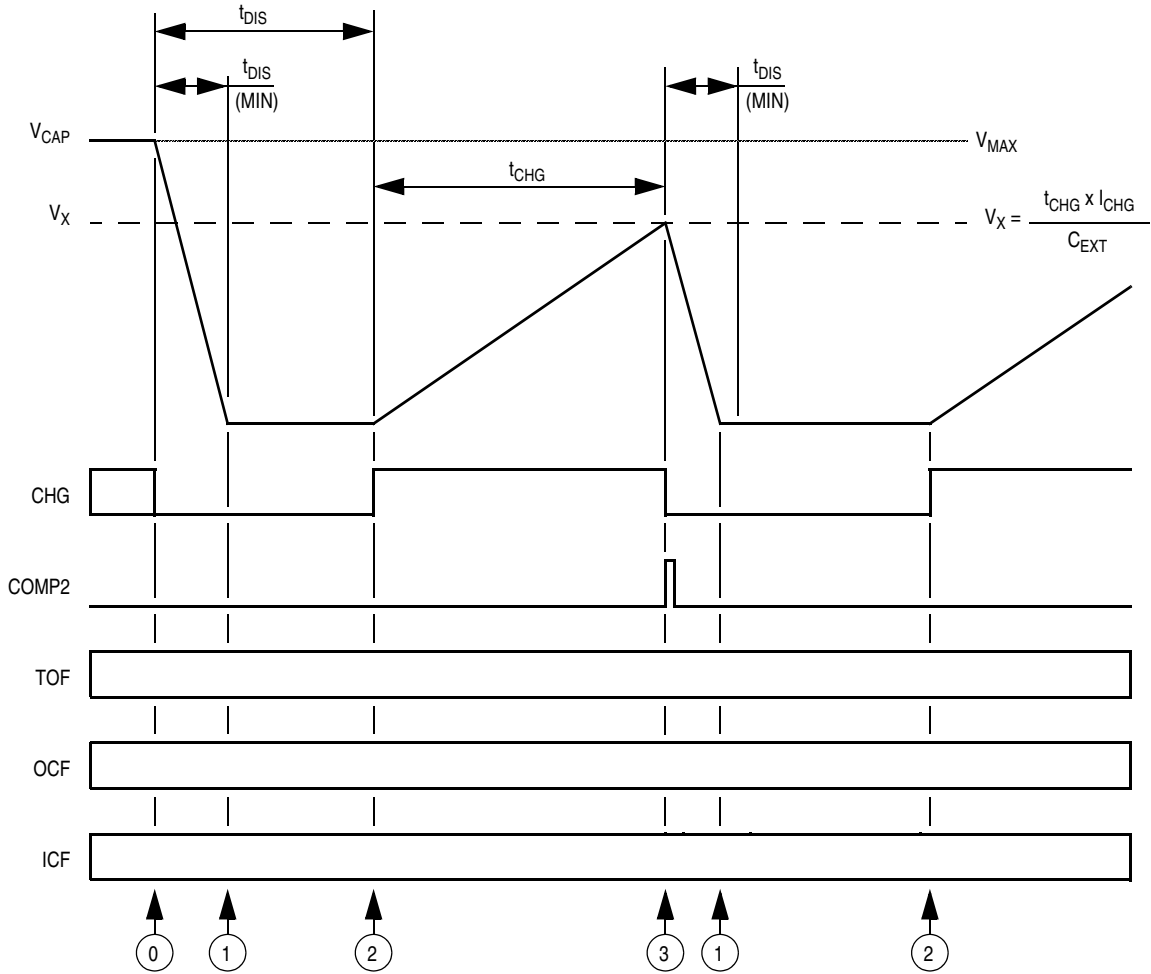 tDIS
tDIS
(MIN)
tDIS
(MIN)
VCAP
VMAX
tCHG
VX
VX = tCHG x ICHG
CEXT
CHG
COMP2
TOF
OCF
ICF
0 1 2 3 1 2